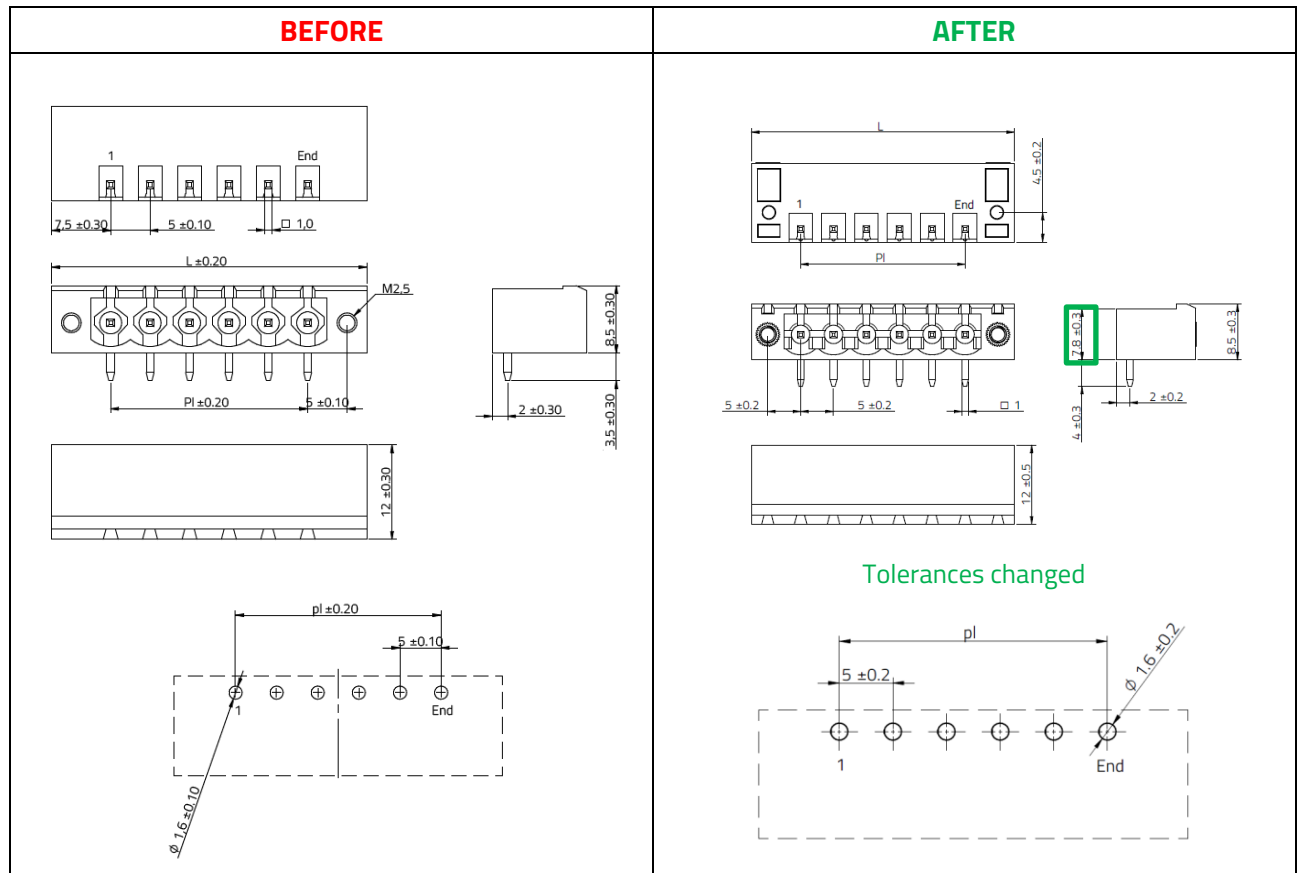 BEFORE
AFTER
1
End
7,5 ±0.30
5 ±0.10
□ 1,0
L ±0.20
M2,5
8,5 ±0.30
Pl ±0.20
5 ±0.10
2 ±0.30
3,5 ±0.30
12 ±0.30
pl ±0.20
5 ±0.10
1
End
ϕ 1,6 ±0.10
L
4.5 ±0.2
1
End
Pl
7.8 ±0.3
8.5 ±0.3
5 ±0.2
5 ±0.2
□ 1
4 ±0.3
2 ±0.2
12 ±0.5
Tolerances changed
pl
5 ±0.2
ϕ 1.6 ±0.2
1
End